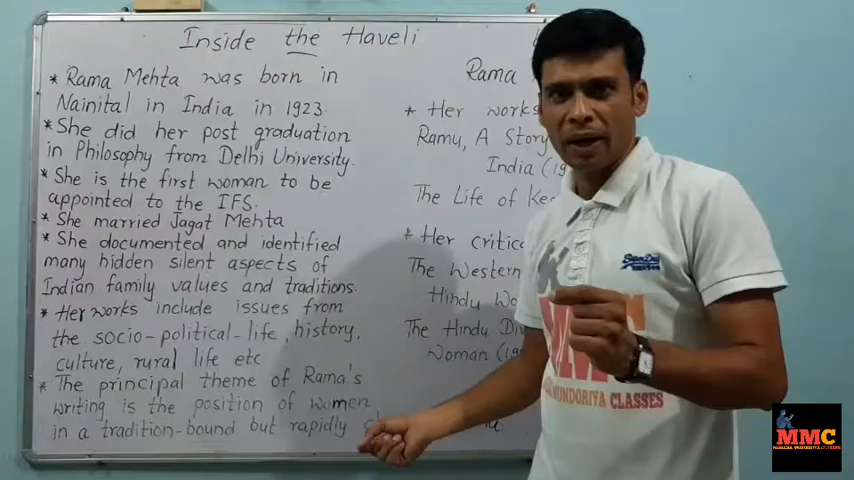 Inside the Haveli
* Rama Mehta was born in
Nainital in India in 1923.
* She did her post graduation
in Philosophy from Delhi University.
* She is the first woman to be
appointed to the IFS.
* She married Jagat Mehta
* She documented and identified
many hidden silent aspects of
Indian family values and traditions.
* Her works include issues from
the socio-political life, history,
culture, rural life etc
* The principal theme of Rama's
writing is the position of women
in a tradition-bound but rapidly
Rama
* Her works
Ramu, A Story
India (19
The Life of Ke
* Her critical
The Western
Hindu Wo
The Hindu Div
Woman (19
CLASSES
MMC